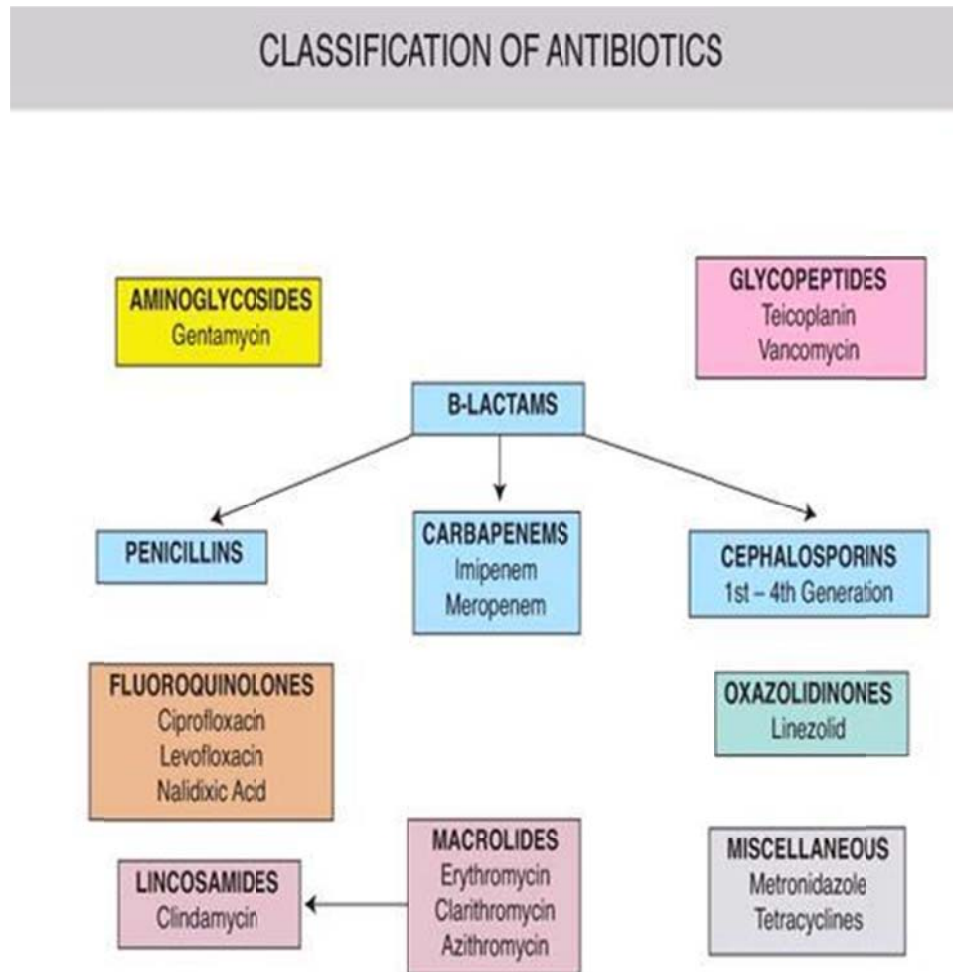 CLASSIFICATION OF ANTIBIOTICS
AMINOGLYCOSIDES
Gentamycin
GLYCOPEPTIDES
Teicoplanin
Vancomycin
B-LACTAMS
PENICILLINS
CARBAPENEMS
Imipenem
Meropenem
CEPHALOSPORINS
1st – 4th Generation
FLUOROQUINOLONES
Ciprofloxacin
Levofloxacin
Nalidixic Acid
OXAZOLIDINONES
Linezolid
LINCOSAMIDES
Clindamycin
MACROLIDES
Erythromycin
Clarithromycin
Azithromycin
MISCELLANEOUS
Metronidazole
Tetracyclines